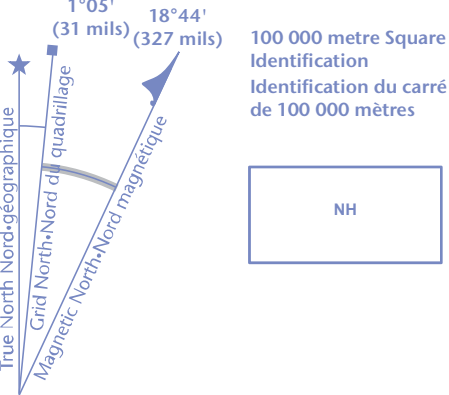 1°05'
(31 mils)
18°44'
(327 mils)
True North Nord•géographique
Grid North•Nord du quadrillage
Magnetic North•Nord magnétique
100 000 metre Square
Identification
Identification du carré
de 100 000 mètres
NH